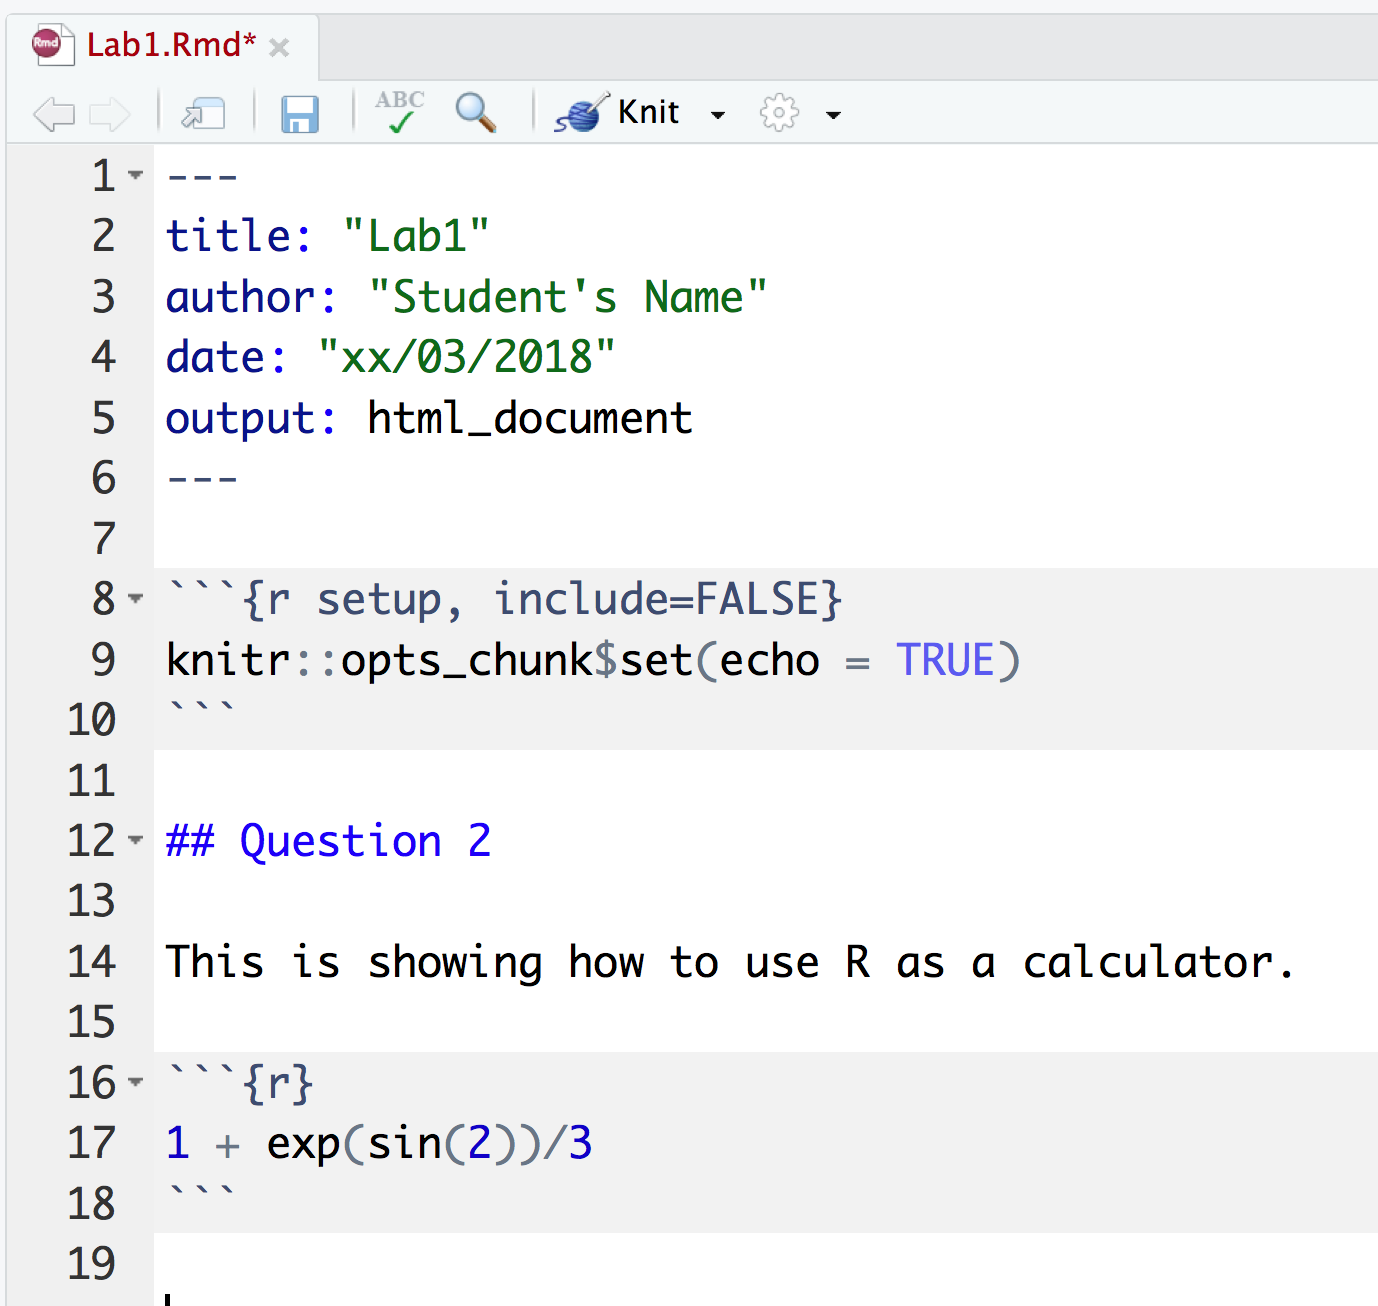 Rmd Lab1.Rmd* ×
ABC Knit
1 ---
2 title: "Lab1"
3 author: "Student's Name"
4 date: "xx/03/2018"
5 output: html_document
6 ---
7
8 ```{r setup, include=FALSE}
9 knitr::opts_chunk$set(echo = TRUE)
10 ```
11
12 ## Question 2
13
14 This is showing how to use R as a calculator.
15
16 ```{r}
17 1 + exp(sin(2))/3
18 ```
19